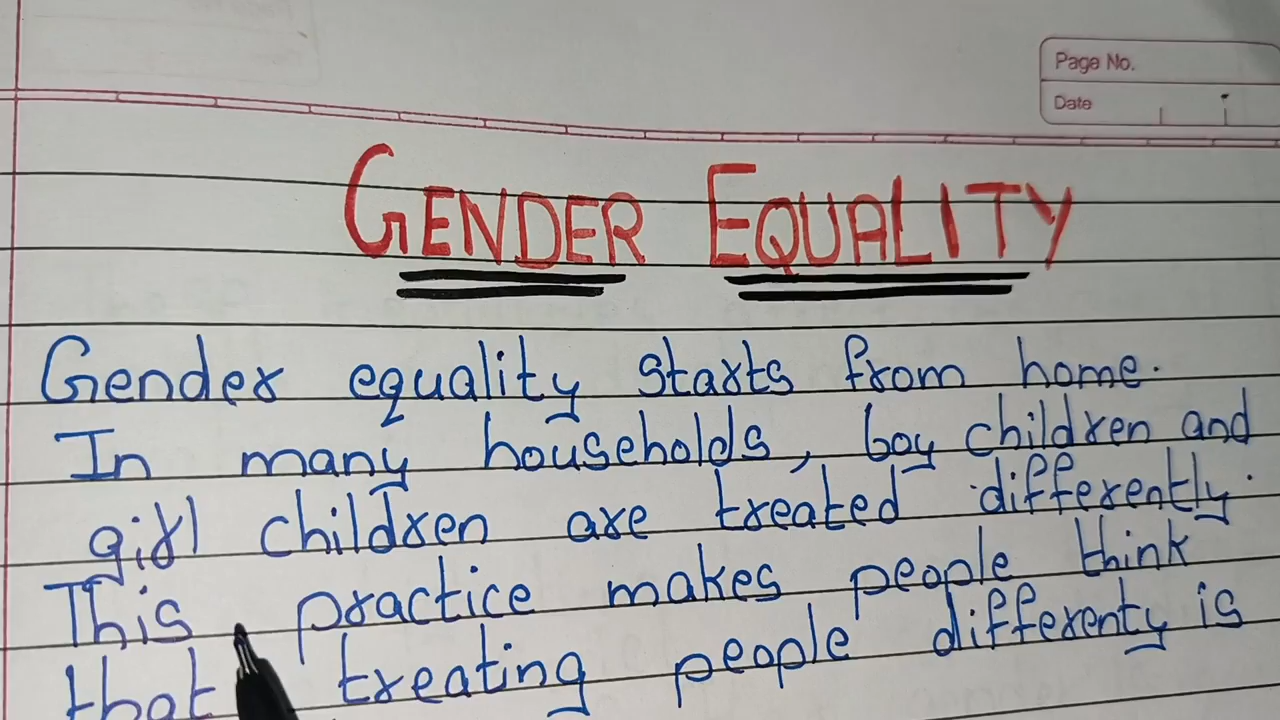 Page No.
Date
GENDER EQUALITY
Gender equality starts from home.
In many households, boy children and
girl children are treated differently.
This practice makes people think
that treating people differenty is